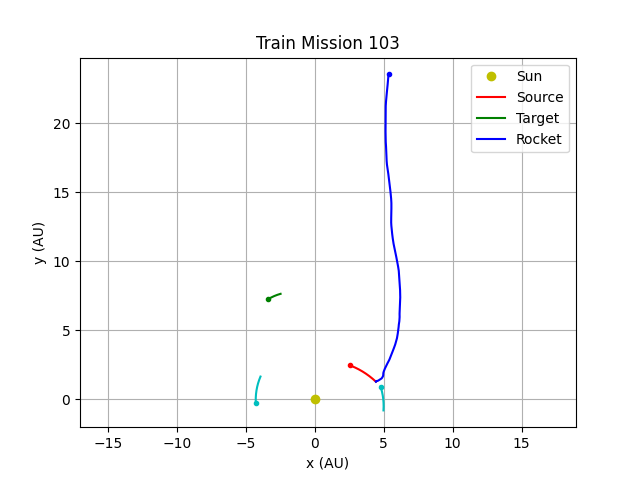 Train Mission 103
Sun
Source
Target
Rocket
20
15
10
5
0
−15
−10
−5
0
5
10
15
y (AU)
x (AU)